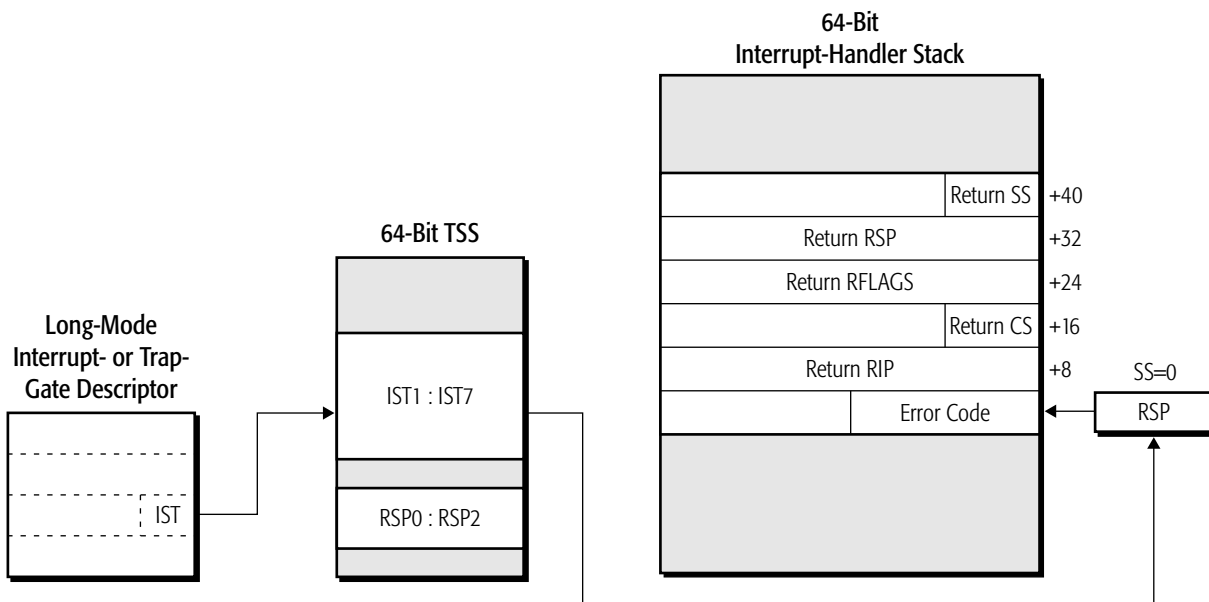 64-Bit
Interrupt-Handler Stack
Return SS
+40
Return RSP
+32
Return RFLAGS
+24
Return CS
+16
Return RIP
+8
Error Code
SS=0
RSP
64-Bit TSS
IST1 : IST7
RSP0 : RSP2
Long-Mode
Interrupt- or Trap-
Gate Descriptor
IST